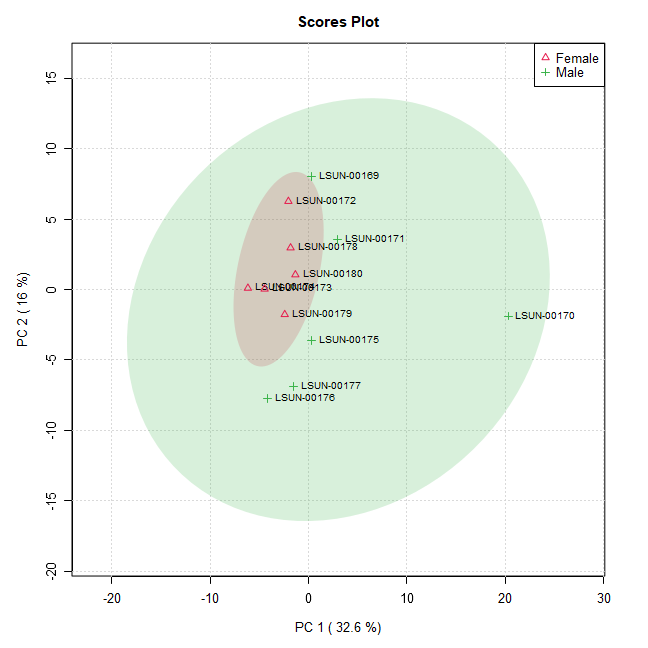 Scores Plot
Female
Male
PC 2 ( 16 %)
15
10
5
0
-5
-10
-15
-20
LSUN-00169
LSUN-00172
LSUN-00171
LSUN-00178
LSUN-00180
LSUN-00173
LSUN-00179
LSUN-00170
LSUN-00175
LSUN-00177
LSUN-00176
-20
-10
0
10
20
30
PC 1 ( 32.6 %)